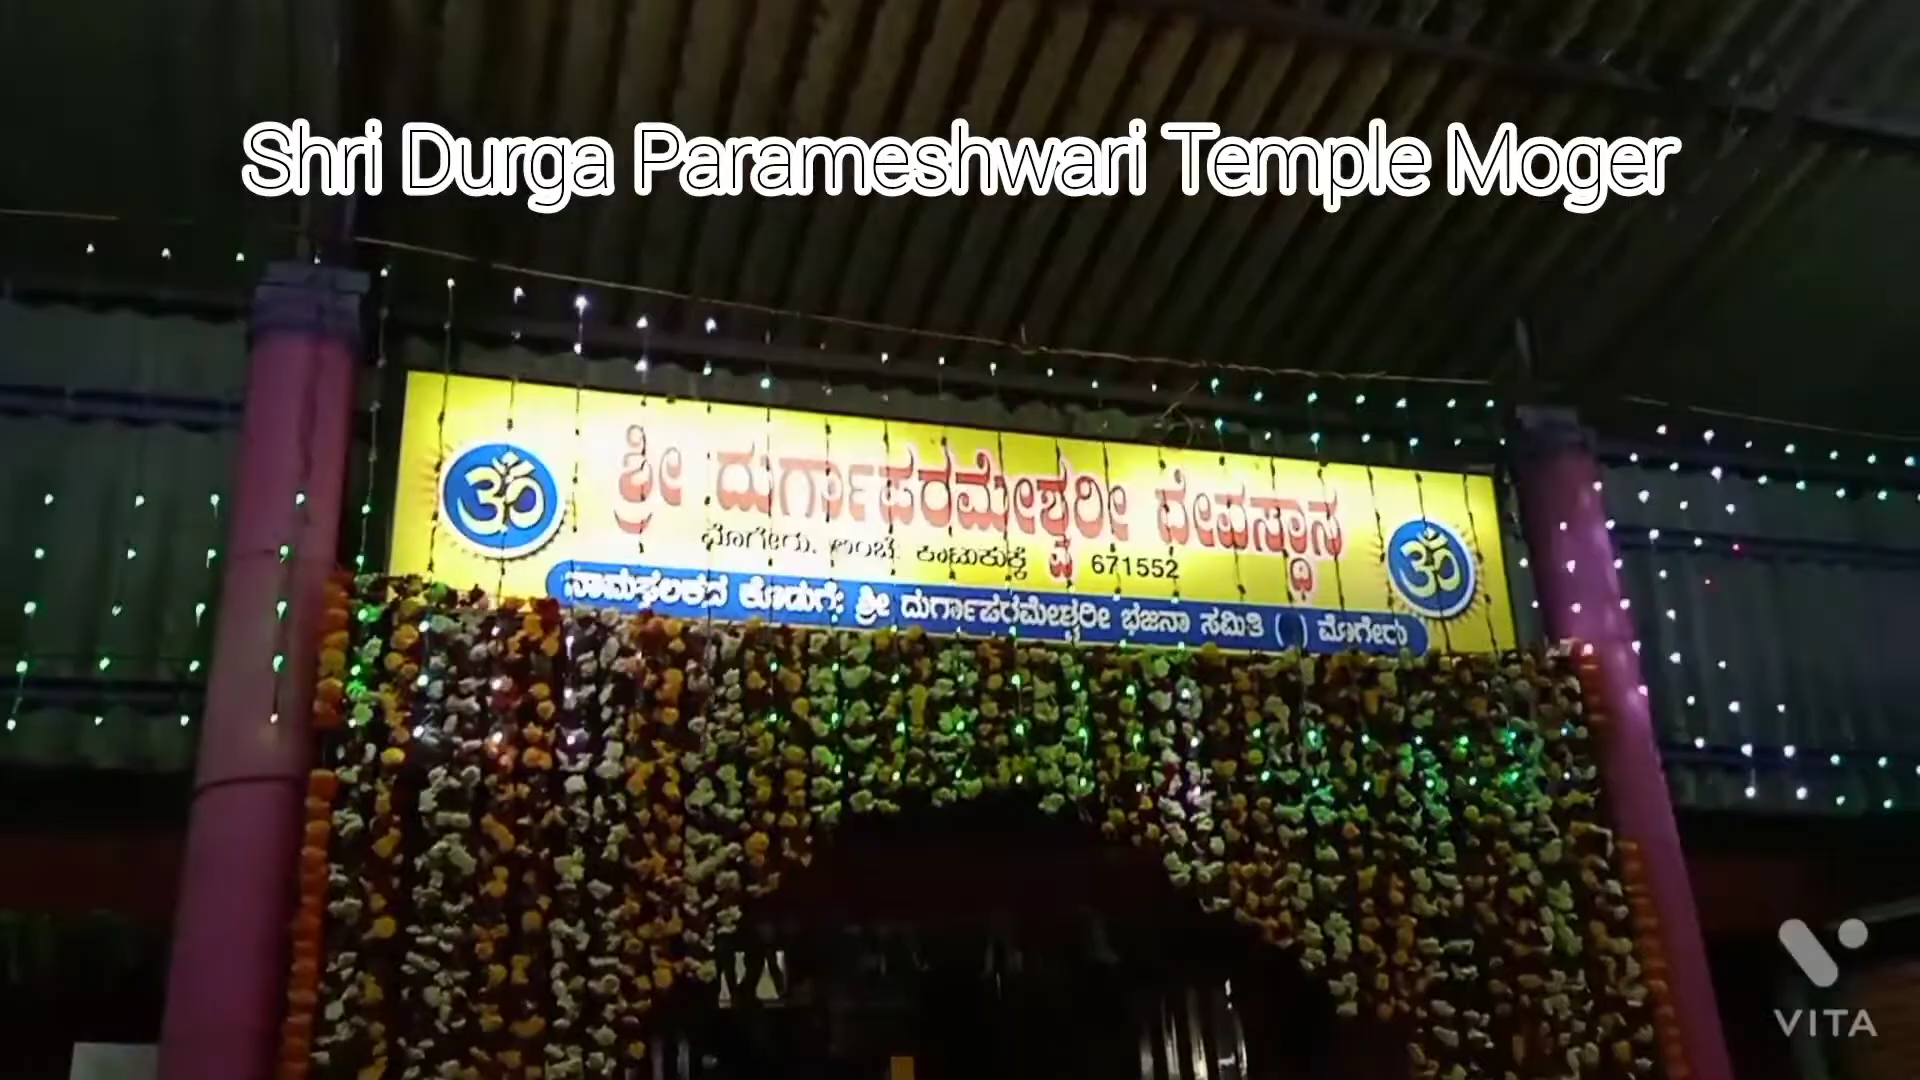 Shri Durga Parameshwari Temple Moger
ಶ್ರೀ ದುರ್ಗಾಪರಮೇಶ್ವರೀ ದೇವಸ್ಥಾನ
ಮೊಗೇರು, ಅಂಚೆ: ಕಾಟುಕುಕ್ಕೆ 671552
ನಾಮಫಲಕದ ಕೊಡುಗೆ: ಶ್ರೀ ದುರ್ಗಾಪರಮೇಶ್ವರೀ ಭಜನಾ ಸಮಿತಿ ( ) ಮೊಗೇರು
ॐ
ॐ
VITA